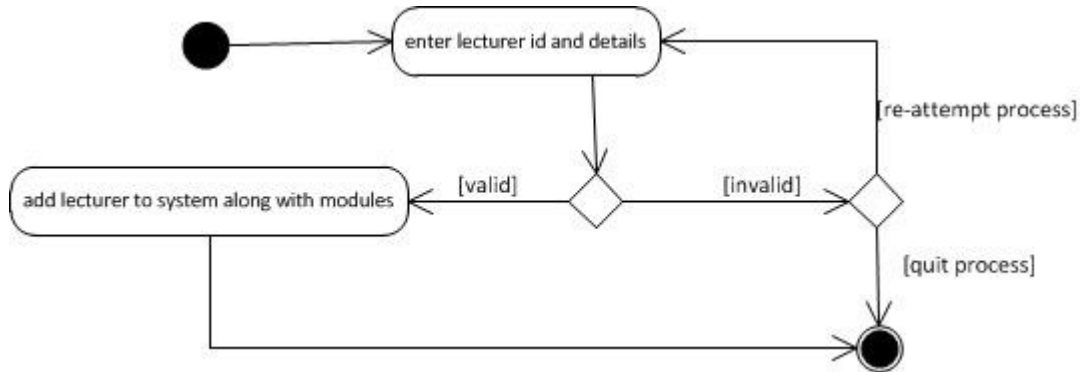 enter lecturer id and details
[re-attempt process]
[valid]
[invalid]
add lecturer to system along with modules
[quit process]